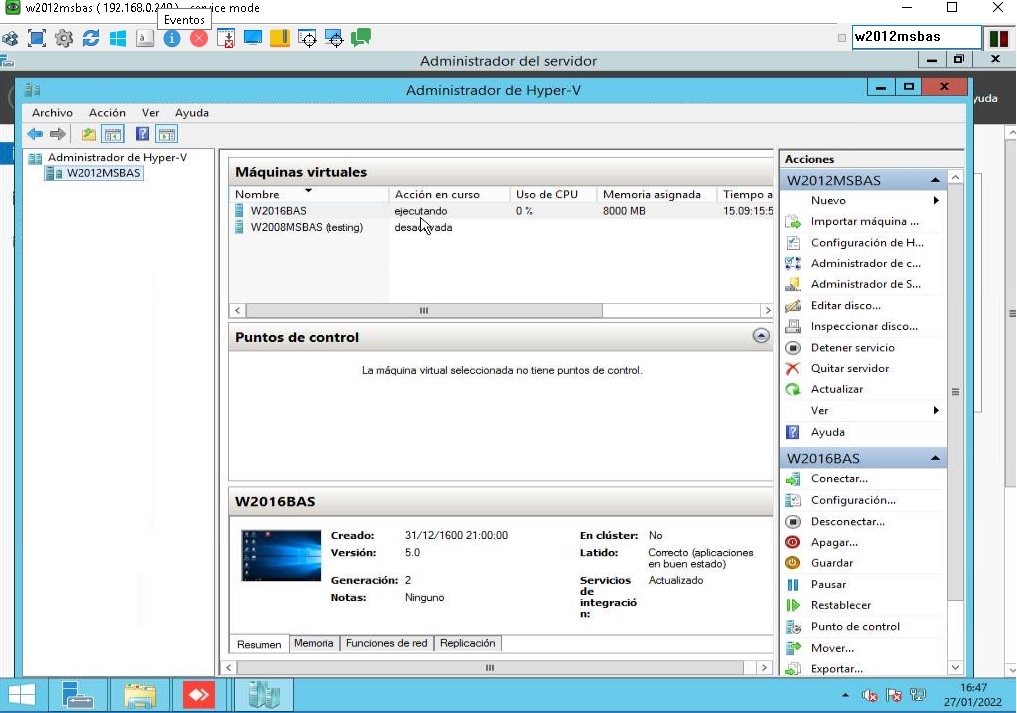 w2012msbas ( 192.168.0.240 ) - service mode
Eventos
w2012msbas
Administrador del servidor
Administrador de Hyper-V
yuda
Archivo Acción Ver Ayuda
Administrador de Hyper-V
W2012MSBAS
Máquinas virtuales
Nombre Acción en curso Uso de CPU Memoria asignada Tiempo a
W2016BAS ejecutando 0 % 8000 MB 15.09:15:5
W2008MSBAS (testing) desactivada
Puntos de control
La máquina virtual seleccionada no tiene puntos de control.
W2016BAS
Creado: 31/12/1600 21:00:00
Versión: 5.0
Generación: 2
Notas: Ninguno
En clúster: No
Latido: Correcto (aplicaciones
en buen estado)
Servicios Actualizado
de
integració
n:
Resumen Memoria Funciones de red Replicación
Acciones
W2012MSBAS
Nuevo
Importar máquina ...
Configuración de H...
Administrador de c...
Administrador de S...
Editar disco...
Inspeccionar disco...
Detener servicio
Quitar servidor
Actualizar
Ver
Ayuda
W2016BAS
Conectar...
Configuración...
Desconectar...
Apagar...
Guardar
Pausar
Restablecer
Punto de control
Mover...
Exportar...
16:47
27/01/2022